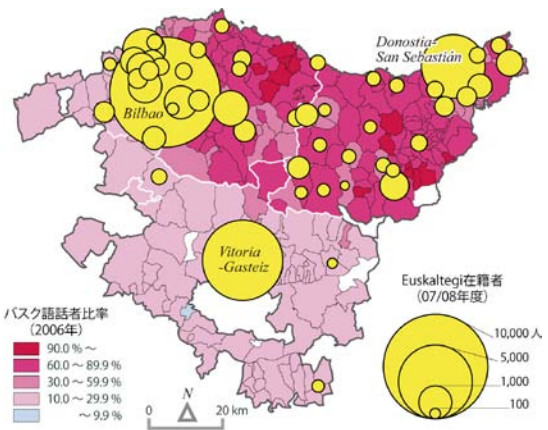 Donostia-
San Sebastián
Bilbao
Vitoria
-Gasteiz
バスク語話者比率
(2006年)
90.0 % ~
60.0 ~ 89.9 %
30.0 ~ 59.9 %
10.0 ~ 29.9 %
~ 9.9 %
N
0 20 km
Euskaltegi在籍者
(07/08年度)
10,000 人
5,000
1,000
100